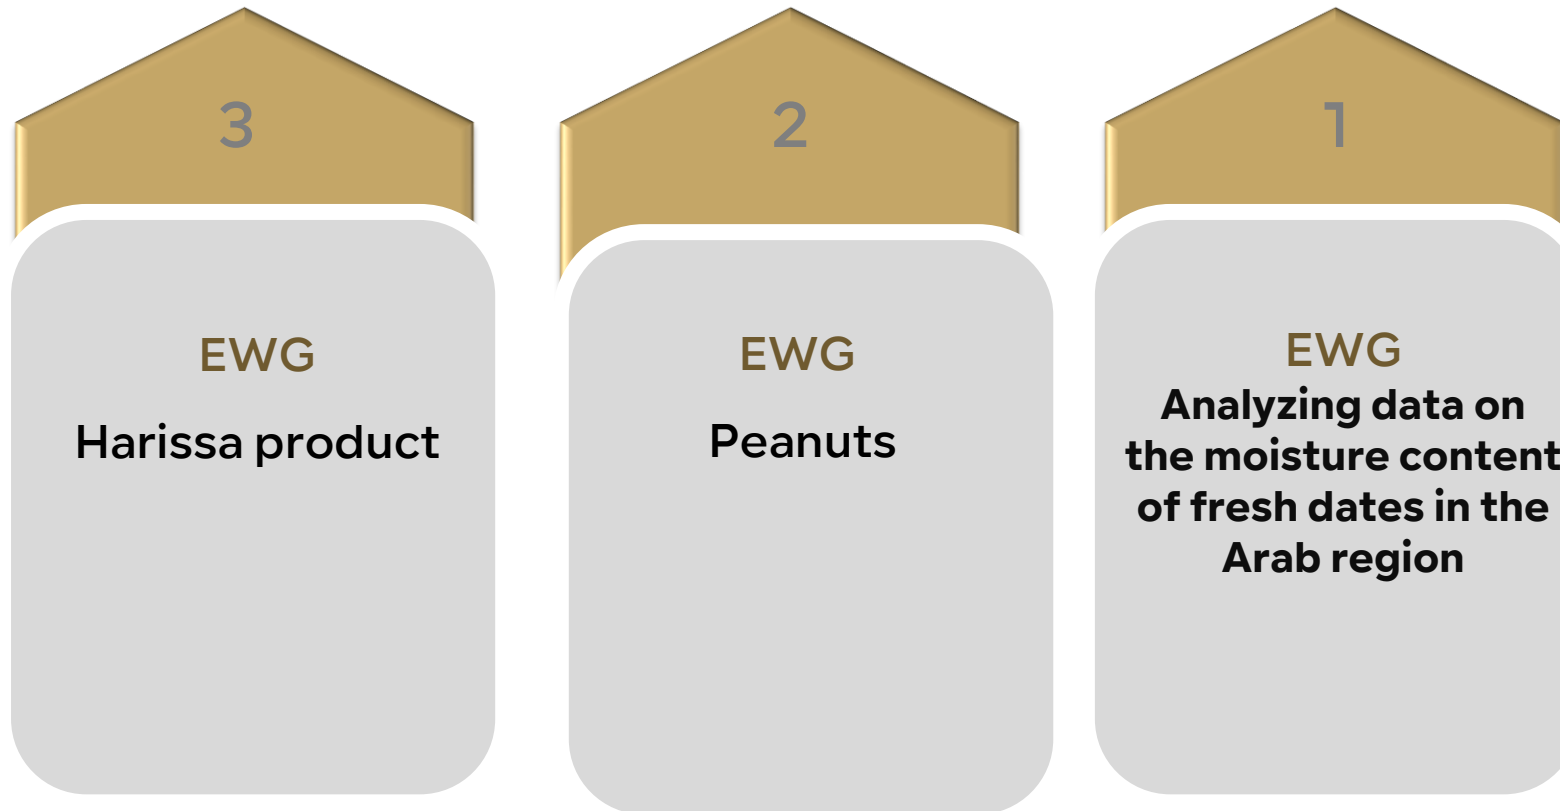 3
EWG
Harissa product
2
EWG
Peanuts
1
EWG
Analyzing data on
the moisture content
of fresh dates in the
Arab region